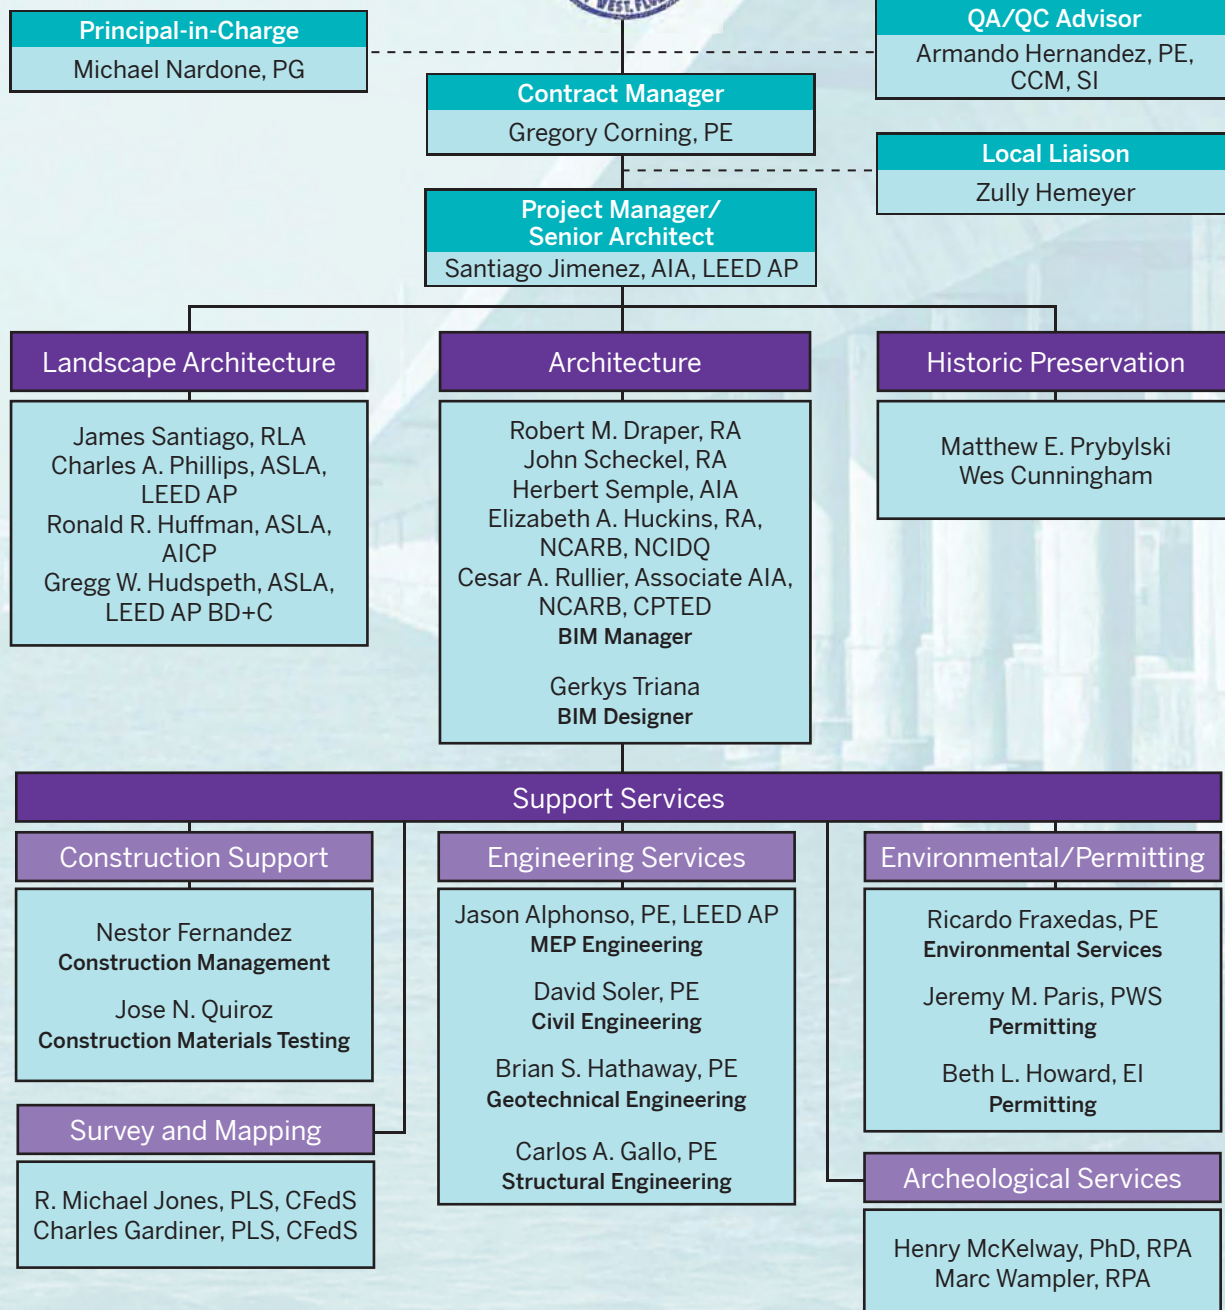 WEST, FLO
Principal-in-Charge
Michael Nardone, PG
QA/QC Advisor
Armando Hernandez, PE,
CCM, SI
Contract Manager
Gregory Corning, PE
Local Liaison
Zully Hemeyer
Project Manager/
Senior Architect
Santiago Jimenez, AIA, LEED AP
Landscape Architecture
James Santiago, RLA
Charles A. Phillips, ASLA,
LEED AP
Ronald R. Huffman, ASLA,
AICP
Gregg W. Hudspeth, ASLA,
LEED AP BD+C
Architecture
Robert M. Draper, RA
John Scheckel, RA
Herbert Semple, AIA
Elizabeth A. Huckins, RA,
NCARB, NCIDQ
Cesar A. Rullier, Associate AIA,
NCARB, CPTED
BIM Manager
Gerkys Triana
BIM Designer
Historic Preservation
Matthew E. Prybylski
Wes Cunningham
Support Services
Construction Support
Nestor Fernandez
Construction Management
Jose N. Quiroz
Construction Materials Testing
Survey and Mapping
R. Michael Jones, PLS, CFedS
Charles Gardiner, PLS, CFedS
Engineering Services
Jason Alphonso, PE, LEED AP
MEP Engineering
David Soler, PE
Civil Engineering
Brian S. Hathaway, PE
Geotechnical Engineering
Carlos A. Gallo, PE
Structural Engineering
Environmental/Permitting
Ricardo Fraxedas, PE
Environmental Services
Jeremy M. Paris, PWS
Permitting
Beth L. Howard, EI
Permitting
Archeological Services
Henry McKelway, PhD, RPA
Marc Wampler, RPA